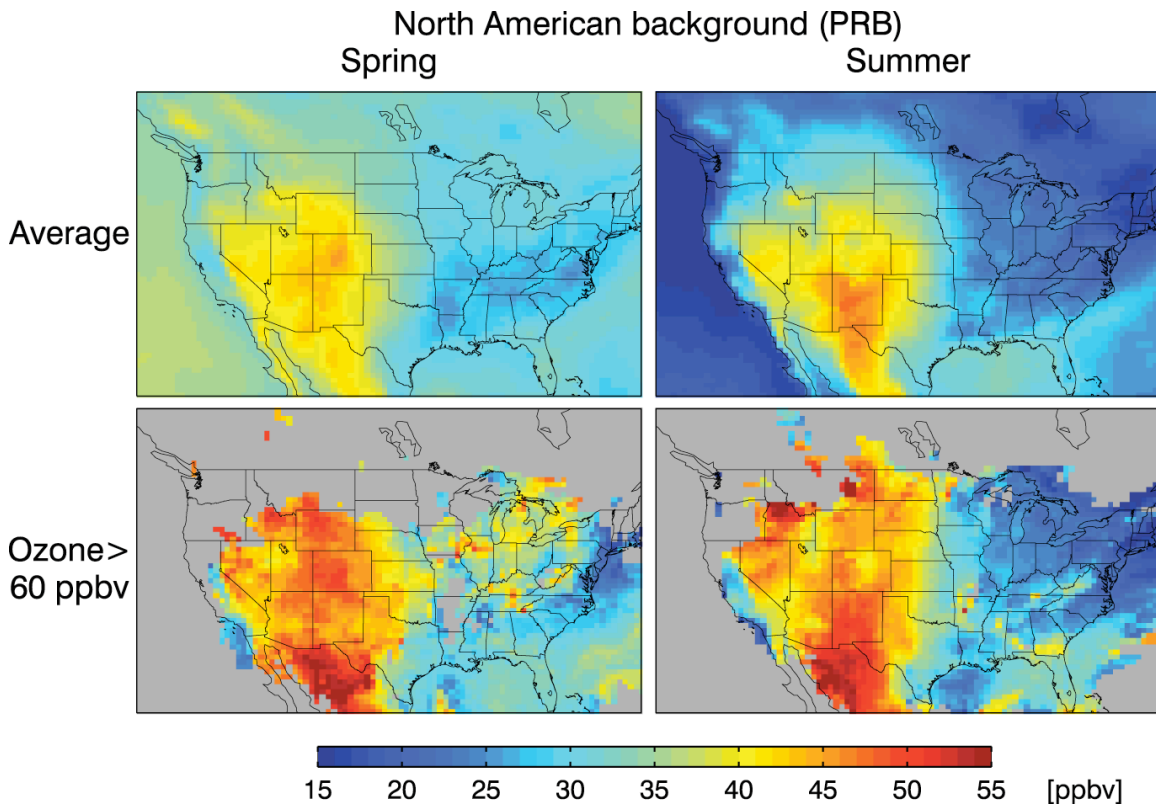 North American background (PRB)
Spring
Summer
Average
Ozone>
60 ppbv
15 20 25 30 35 40 45 50 55 [ppbv]